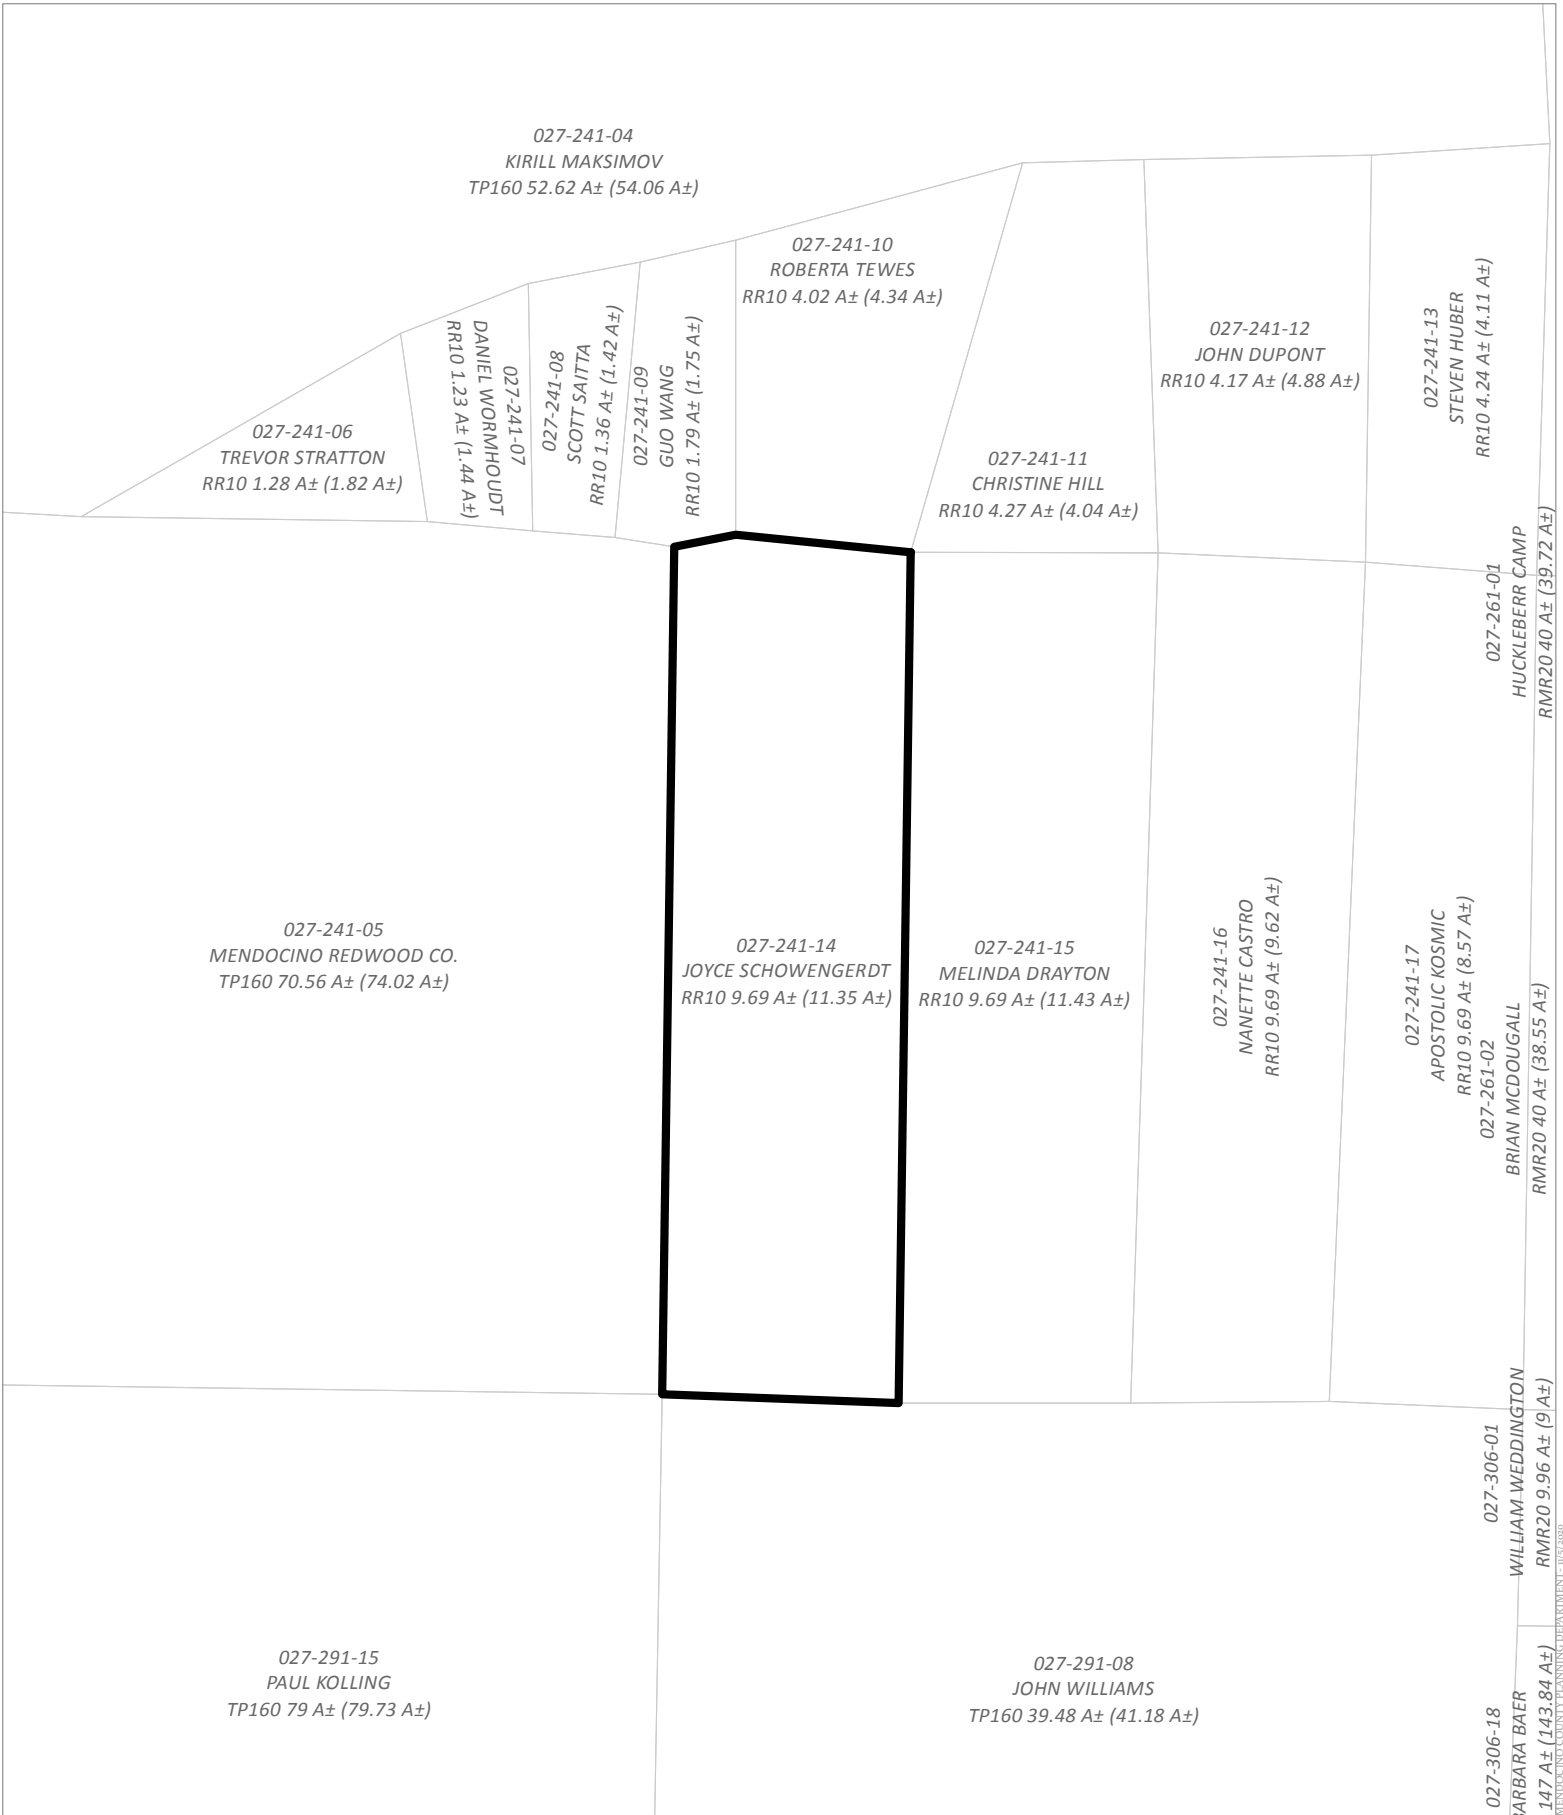 027-241-04
KIRILL MAKSIMOV
TP160 52.62 A± (54.06 A±)
027-241-10
ROBERTA TEWES
RR10 4.02 A± (4.34 A±)
027-241-12
JOHN DUPONT
RR10 4.17 A± (4.88 A±)
027-241-13
STEVEN HUBER
RR10 4.24 A± (4.11 A±)
027-241-06
TREVOR STRATTON
RR10 1.28 A± (1.82 A±)
027-241-07
DANIEL WORMHOUDT
RR10 1.23 A± (1.44 A±)
027-241-08
SCOTT SAITTA
RR10 1.36 A± (1.42 A±)
027-241-09
GUO WANG
RR10 1.79 A± (1.75 A±)
027-241-11
CHRISTINE HILL
RR10 4.27 A± (4.04 A±)
027-261-01
HUCKLEBERR CAMP
RMR20 40 A± (39.72 A±)
027-241-05
MENDOCINO REDWOOD CO.
TP160 70.56 A± (74.02 A±)
027-241-14
JOYCE SCHOWENGERDT
RR10 9.69 A± (11.35 A±)
027-241-15
MELINDA DRAYTON
RR10 9.69 A± (11.43 A±)
027-241-16
NANETTE CASTRO
RR10 9.69 A± (9.62 A±)
027-241-17
APOSTOLIC KOSMIC
RR10 9.69 A± (8.57 A±)
027-261-02
BRIAN MCDOUGALL
RMR20 40 A± (38.55 A±)
027-306-01
WILLIAM WEDDINGTON
RMR20 9.96 A± (9 A±)
027-291-15
PAUL KOLLING
TP160 79 A± (79.73 A±)
027-291-08
JOHN WILLIAMS
TP160 39.48 A± (41.18 A±)
027-306-18
ARBARA BAER
147 A± (143.84 A±)
MENDOCINO COUNTY PLANNING DEPARTMENT - 11/5/2020